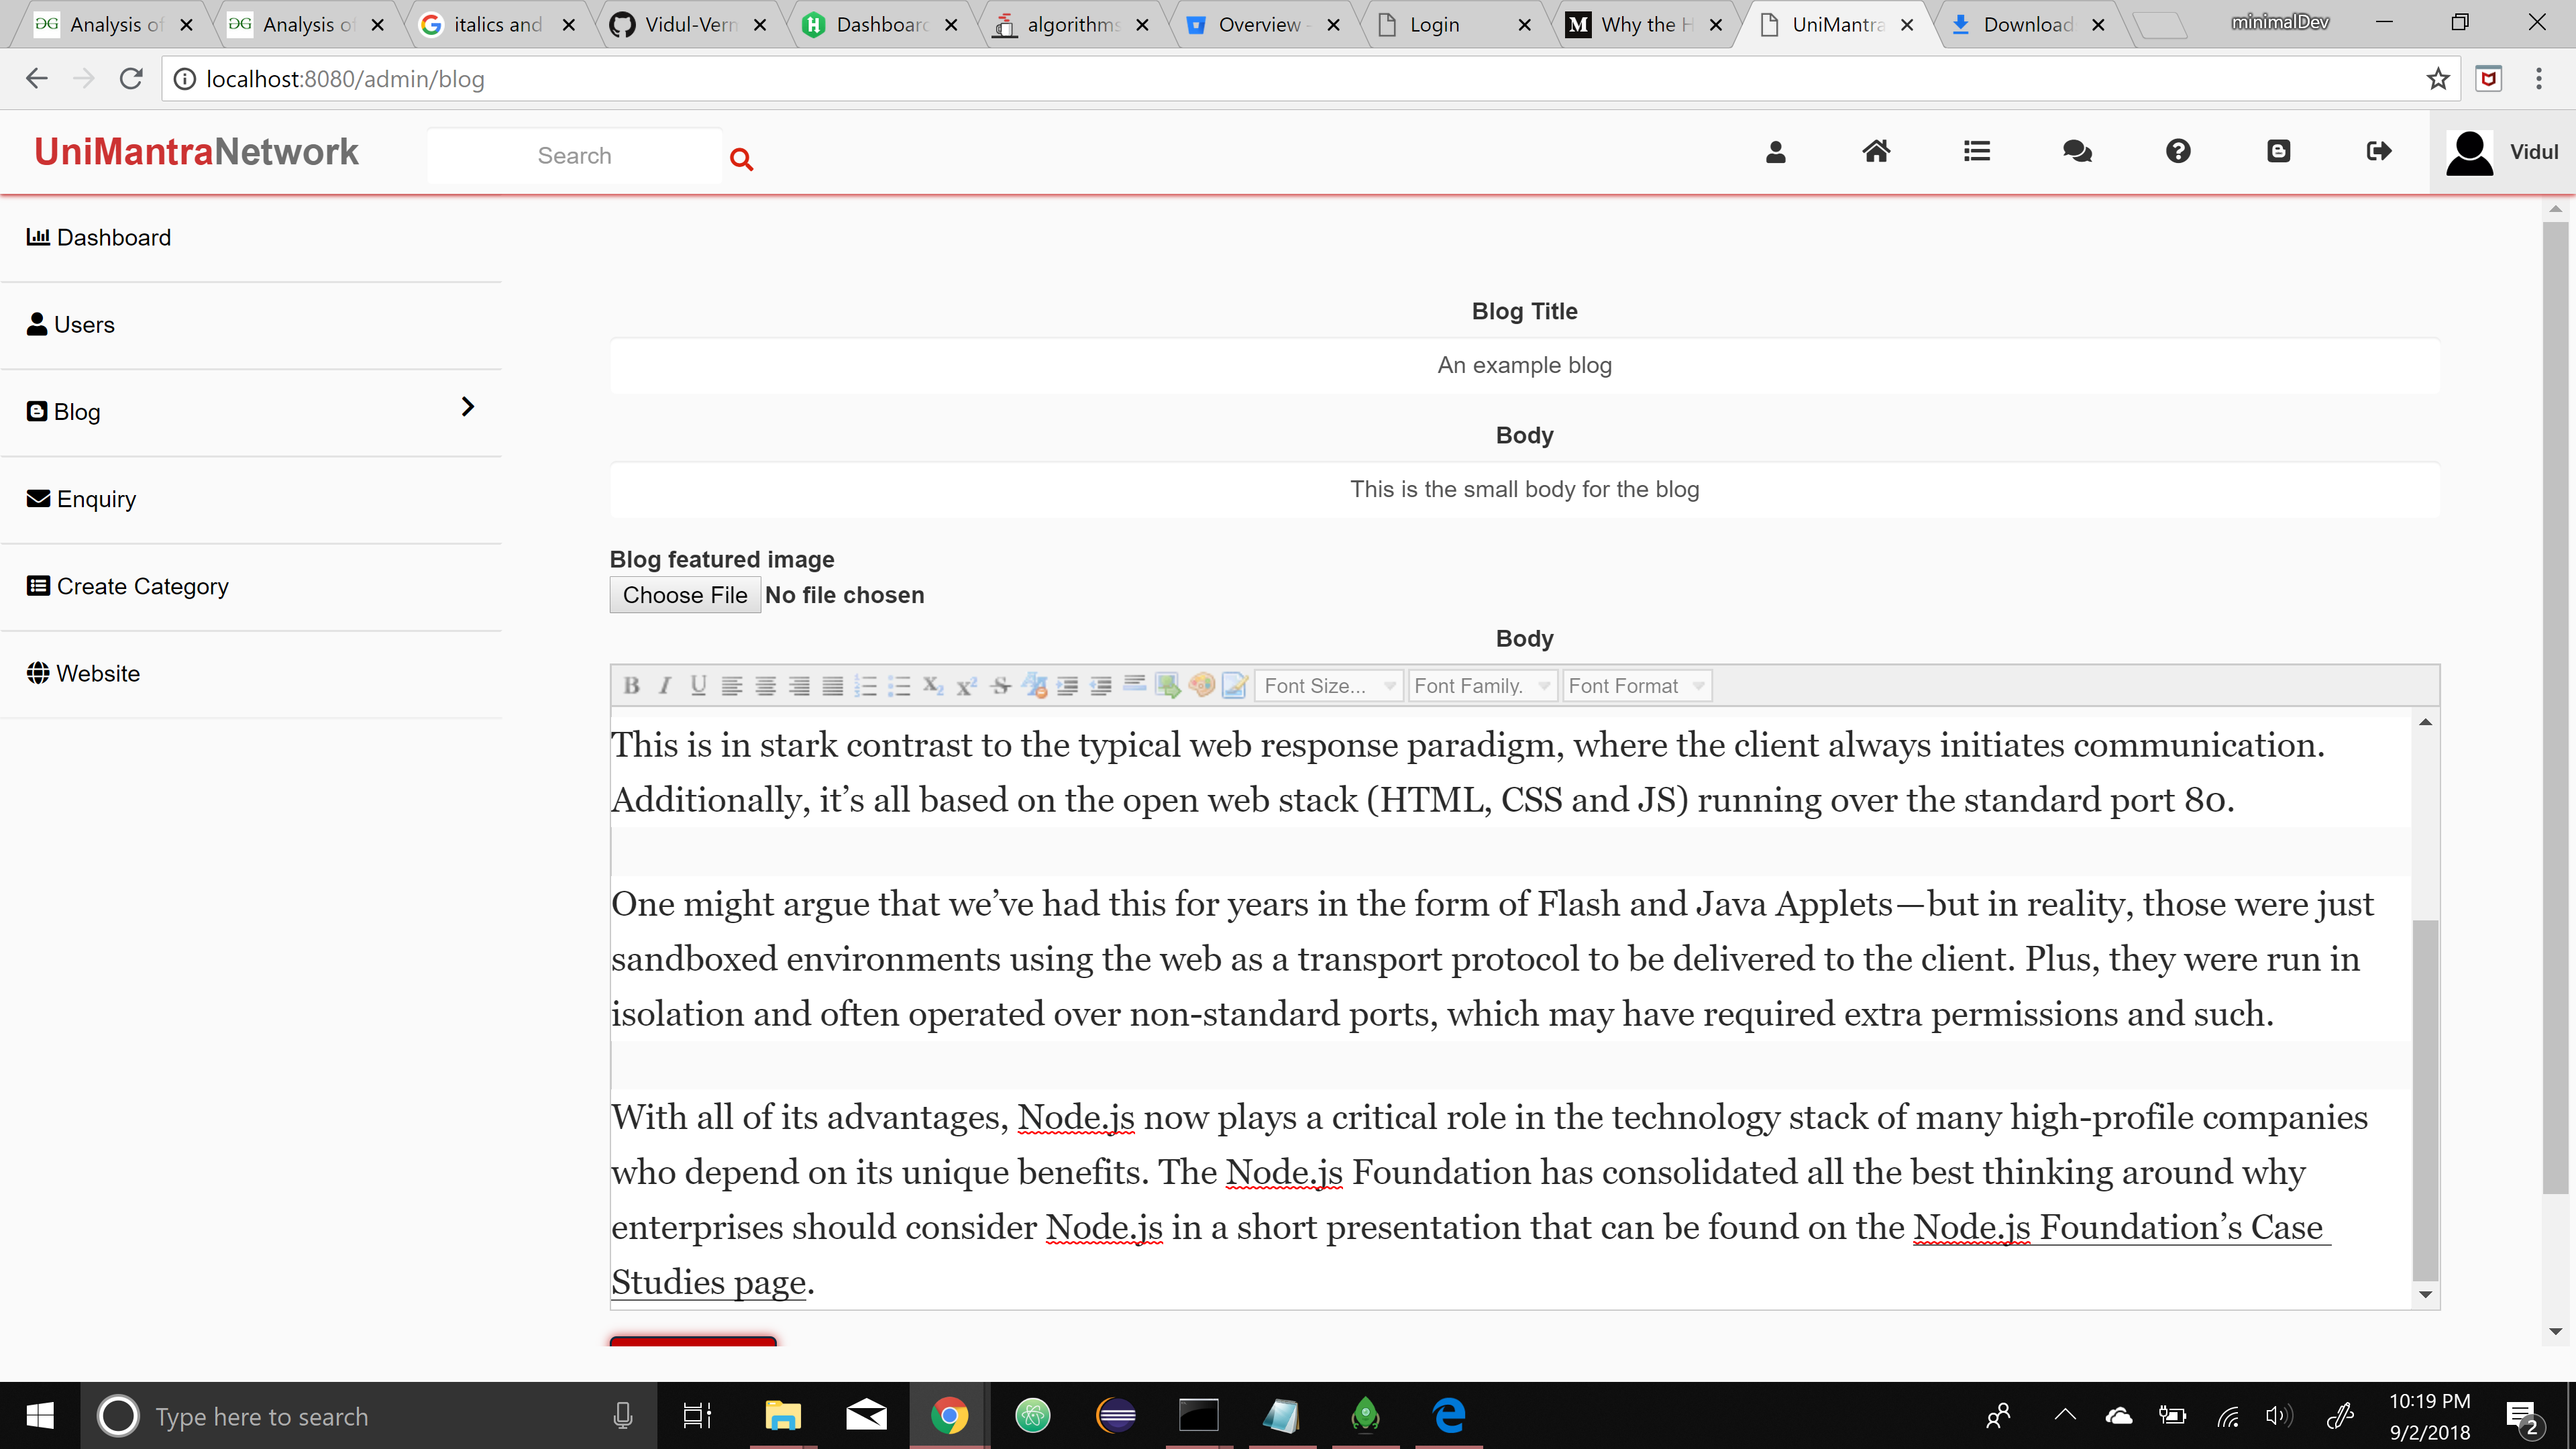 Analysis of
Analysis of
italics and
Vidul-Vern
Dashboard
algorithms
Overview -
Login
Why the H
UniMantra
Download
minimalDev
localhost:8080/admin/blog
UniMantraNetwork
Search
Vidul
Dashboard
Users
Blog
Enquiry
Create Category
Website
Blog Title
An example blog
Body
This is the small body for the blog
Blog featured image
Choose File No file chosen
Body
Font Size...
Font Family.
Font Format
This is in stark contrast to the typical web response paradigm, where the client always initiates communication.
Additionally, it’s all based on the open web stack (HTML, CSS and JS) running over the standard port 80.
One might argue that we’ve had this for years in the form of Flash and Java Applets—but in reality, those were just
sandboxed environments using the web as a transport protocol to be delivered to the client. Plus, they were run in
isolation and often operated over non-standard ports, which may have required extra permissions and such.
With all of its advantages, Node.js now plays a critical role in the technology stack of many high-profile companies
who depend on its unique benefits. The Node.js Foundation has consolidated all the best thinking around why
enterprises should consider Node.js in a short presentation that can be found on the Node.js Foundation’s Case
Studies page.
Type here to search
10:19 PM
9/2/2018
2